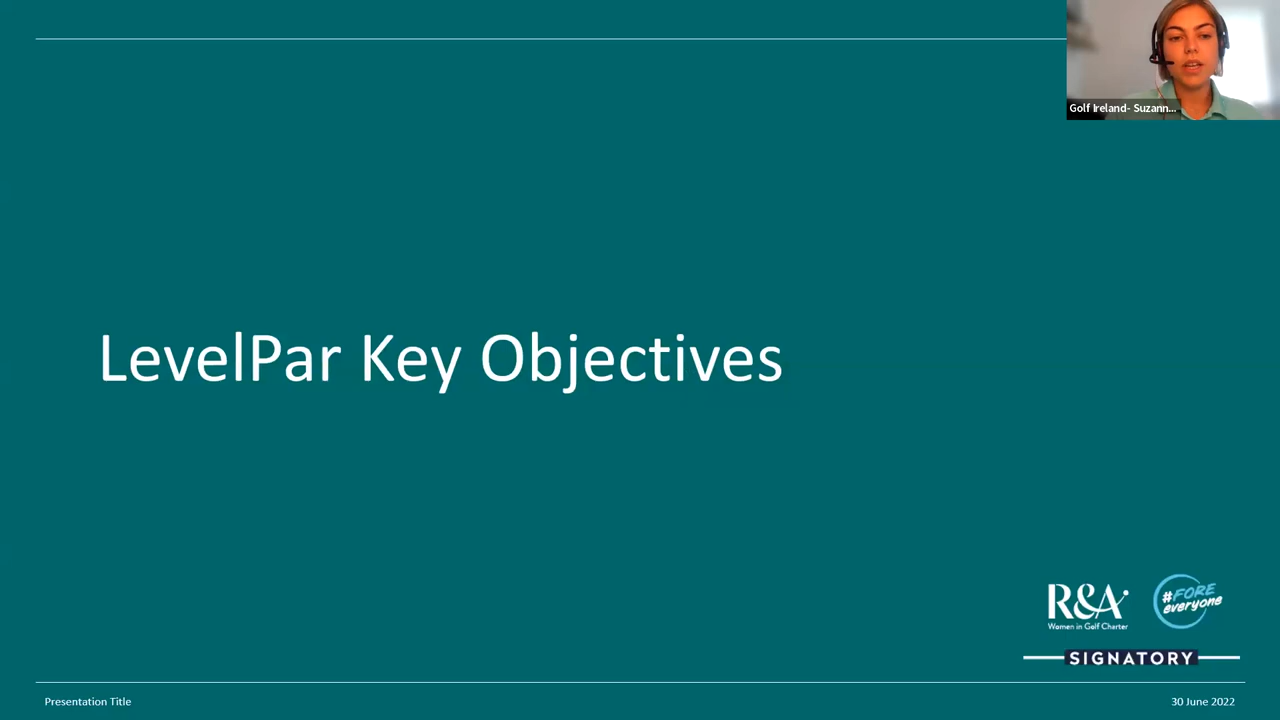 Golf Ireland- Suzann...
LevelPar Key Objectives
R&A
Women in Golf Charter
#FORE
everyone
SIGNATORY
Presentation Title
30 June 2022